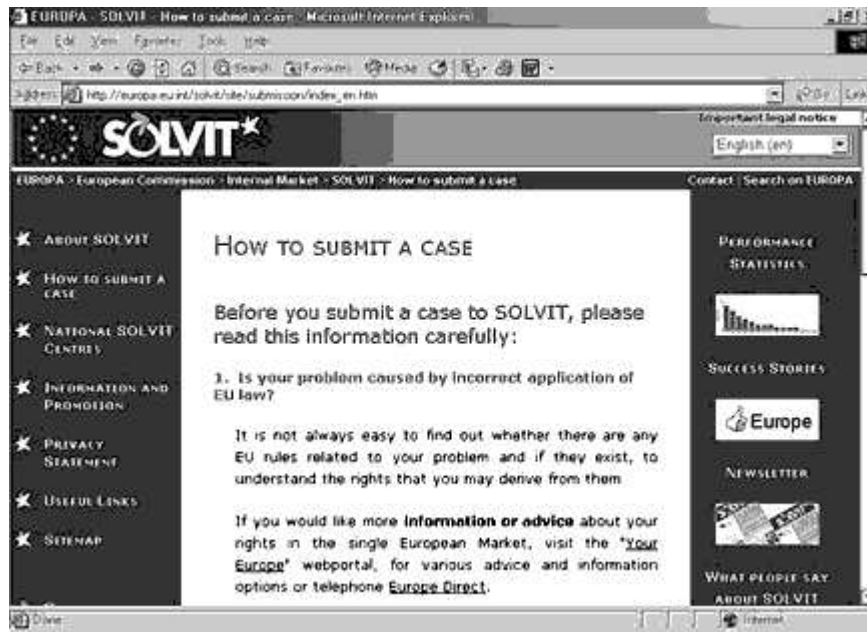 EUROPA - SOLVIT - How to submit a case - Microsoft Internet Explorer
File Edit View Favorites Tools Help
Back Search Favorites Media
Address http://europa.eu.int/solvit/site/submission/index_en.htm Go Links
SOLVIT
Important legal notice
English (en)
EUROPA > European Commission > Internal Market > SOLVIT > How to submit a case
Contact | Search on EUROPA
ABOUT SOLVIT
HOW TO SUBMIT A
CASE
NATIONAL SOLVIT
CENTRES
INFORMATION AND
PROMOTION
PRIVACY
STATEMENT
USEFUL LINKS
SITEMAP
HOW TO SUBMIT A CASE
Before you submit a case to SOLVIT, please
read this information carefully:
1. Is your problem caused by incorrect application of
EU law?
It is not always easy to find out whether there are any
EU rules related to your problem and if they exist, to
understand the rights that you may derive from them
If you would like more information or advice about your
rights in the single European Market, visit the "Your
Europe" webportal, for various advice and information
options or telephone Europe Direct.
PERFORMANCE
STATISTICS
SUCCESS STORIES
Europe
NEWSLETTER
WHAT PEOPLE SAY
ABOUT SOLVIT
Done
Internet